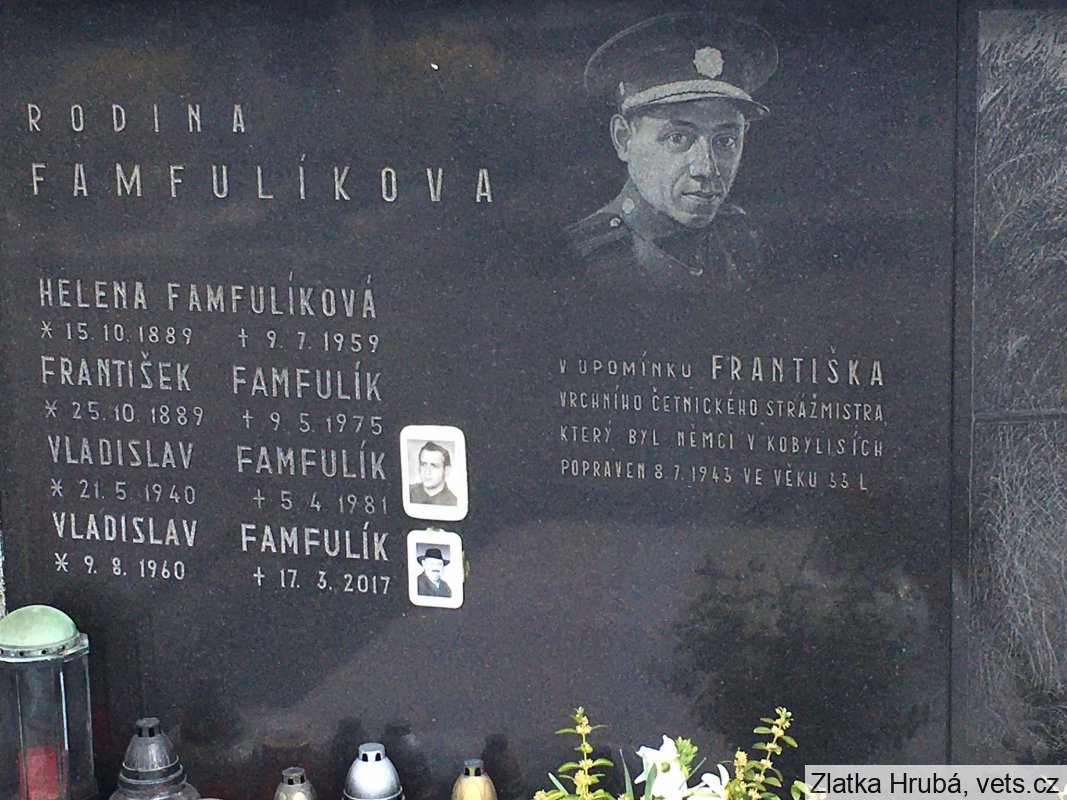 RODINA
FAMFULÍKOVA
HELENA FAMFULÍKOVÁ
* 15.10.1889 † 9.7.1959
FRANTIŠEK FAMFULÍK
* 25.10.1889 † 9.5.1975
VLADISLAV FAMFULÍK
* 21.5.1940 † 5.4.1981
VLADISLAV FAMFULÍK
* 9.8.1960 † 17.3.2017
V UPOMÍNKU FRANTIŠKA
VRCHNÍHO ČETNICKÉHO STRÁŽMISTRA
KTERÝ BYL NĚMCI V KOBYLISÍCH
POPRAVEN 8.7.1943 VE VĚKU 33 L
Zlatka Hrubá, vets.cz